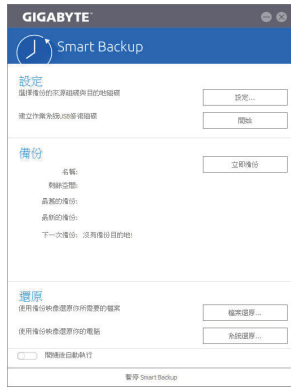 GIGABYTE™
Smart Backup
設定
選擇備份的來源磁碟與目的地磁碟
設定...
建立作業系統USB修復磁碟
開始
備份
立即備份
名稱:
剩餘空間:
最舊的備份:
最新的備份:
下一次備份: 沒有備份目的地!
還原
使用備份映像還原你所需要的檔案
檔案還原...
使用備份映像還原你的電腦
系統還原...
開機後自動執行
暫停 Smart Backup